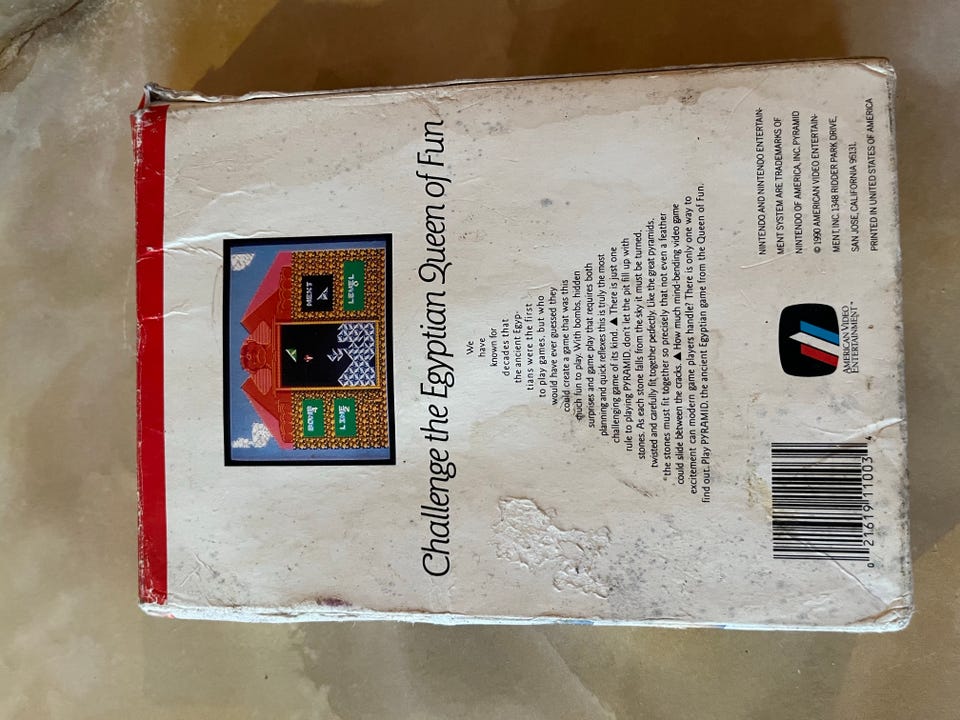 BOMB
NEXT
LINE
2
LEVEL
0
Challenge the Egyptian Queen of Fun
We
have
known for
decades that
the ancient Egyp-
tians were the first
to play games, but who
would have ever guessed they
could create a game that was this
much fun to play. With bombs, hidden
surprises and game play that requires both
planning and quick reflexes this is truly the most
challenging game of its kind. ▲ There is just one
rule to playing PYRAMID, don't let the pit fill up with
stones. As each stone falls from the sky it must be turned,
twisted and carefully fit together perfectly. Like the great pyramids,
the stones must fit together so precisely that not even a leather
could slide between the cracks. ▲ How much mind-bending video game
excitement can modern game players handle? There is only one way to
find out. Play PYRAMID, the ancient Egyptian game from the Queen of Fun.
0 21619 11003 4
AMERICAN VIDEO
ENTERTAINMENT™
NINTENDO AND NINTENDO ENTERTAIN-
MENT SYSTEM ARE TRADEMARKS OF
NINTENDO OF AMERICA, INC. PYRAMID
© 1990 AMERICAN VIDEO ENTERTAIN-
MENT, INC. 1348 RIDDER PARK DRIVE,
SAN JOSE, CALIFORNIA 95131.
PRINTED IN UNITED STATES OF AMERICA